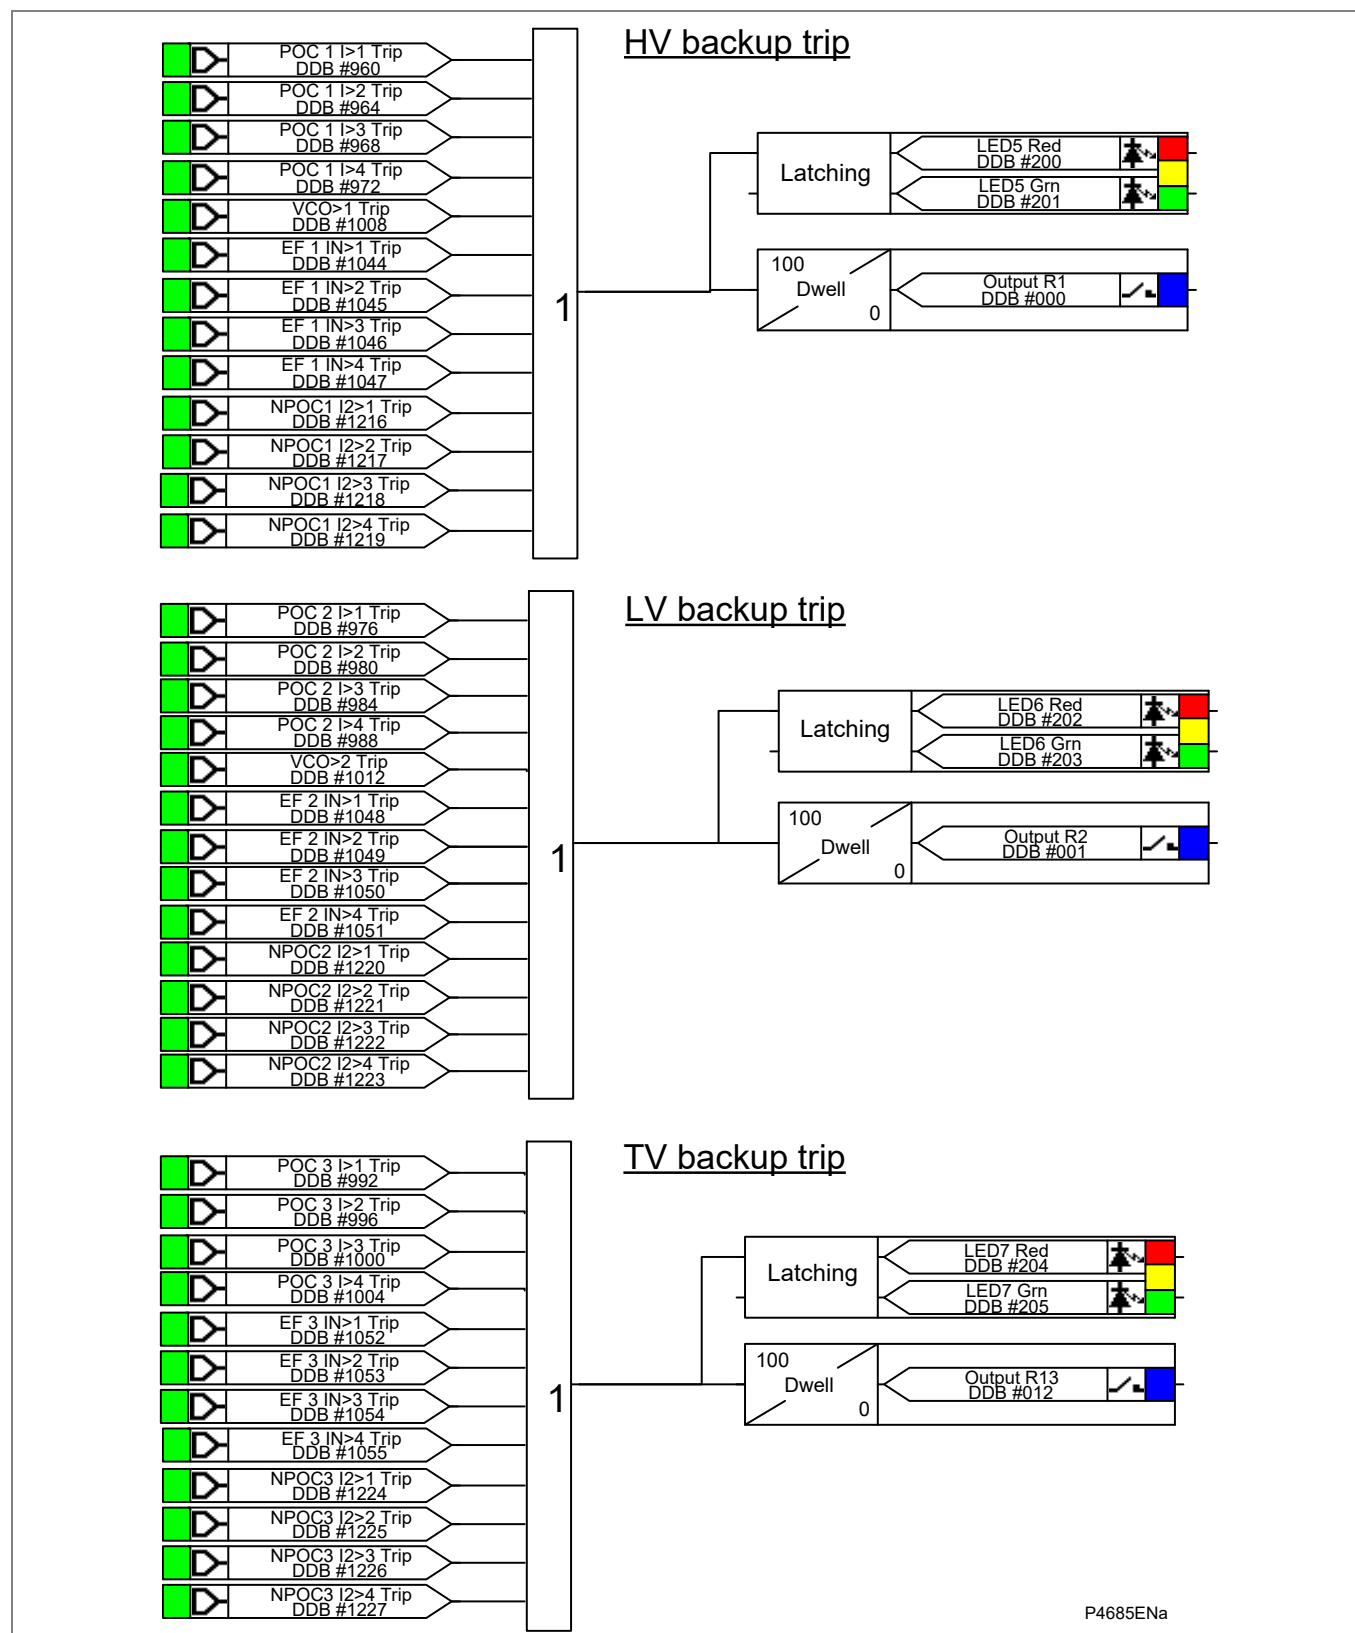 HV backup trip
POC 1 I>1 Trip
DDB #960
POC 1 I>2 Trip
DDB #964
POC 1 I>3 Trip
DDB #968
POC 1 I>4 Trip
DDB #972
VCO>1 Trip
DDB #1008
EF 1 IN>1 Trip
DDB #1044
EF 1 IN>2 Trip
DDB #1045
EF 1 IN>3 Trip
DDB #1046
EF 1 IN>4 Trip
DDB #1047
NPOC1 I2>1 Trip
DDB #1216
NPOC1 I2>2 Trip
DDB #1217
NPOC1 I2>3 Trip
DDB #1218
NPOC1 I2>4 Trip
DDB #1219
1
Latching
LED5 Red
DDB #200
LED5 Grn
DDB #201
100
Dwell
0
Output R1
DDB #000
LV backup trip
POC 2 I>1 Trip
DDB #976
POC 2 I>2 Trip
DDB #980
POC 2 I>3 Trip
DDB #984
POC 2 I>4 Trip
DDB #988
VCO>2 Trip
DDB #1012
EF 2 IN>1 Trip
DDB #1048
EF 2 IN>2 Trip
DDB #1049
EF 2 IN>3 Trip
DDB #1050
EF 2 IN>4 Trip
DDB #1051
NPOC2 I2>1 Trip
DDB #1220
NPOC2 I2>2 Trip
DDB #1221
NPOC2 I2>3 Trip
DDB #1222
NPOC2 I2>4 Trip
DDB #1223
1
Latching
LED6 Red
DDB #202
LED6 Grn
DDB #203
100
Dwell
0
Output R2
DDB #001
TV backup trip
POC 3 I>1 Trip
DDB #992
POC 3 I>2 Trip
DDB #996
POC 3 I>3 Trip
DDB #1000
POC 3 I>4 Trip
DDB #1004
EF 3 IN>1 Trip
DDB #1052
EF 3 IN>2 Trip
DDB #1053
EF 3 IN>3 Trip
DDB #1054
EF 3 IN>4 Trip
DDB #1055
NPOC3 I2>1 Trip
DDB #1224
NPOC3 I2>2 Trip
DDB #1225
NPOC3 I2>3 Trip
DDB #1226
NPOC3 I2>4 Trip
DDB #1227
1
Latching
LED7 Red
DDB #204
LED7 Grn
DDB #205
100
Dwell
0
Output R13
DDB #012
P4685ENa